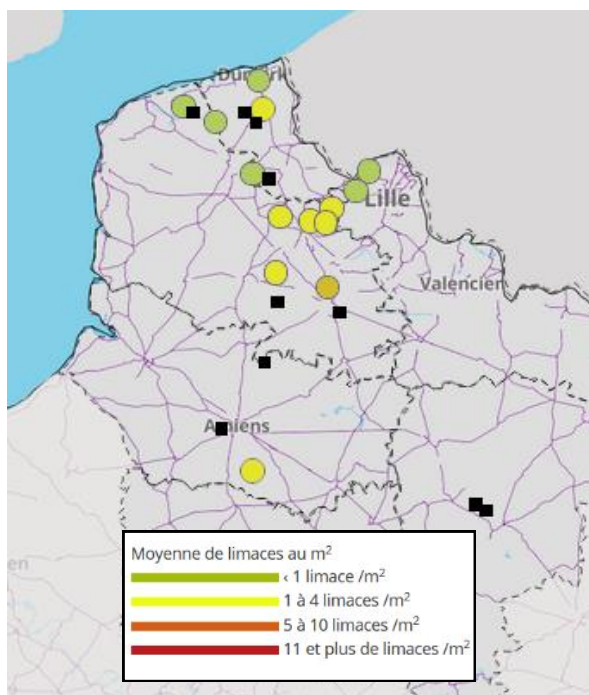 Lille
Valencien
Moyenne de limaces au m²
‹ 1 limace /m²
1 à 4 limaces /m²
5 à 10 limaces /m²
11 et plus de limaces /m²